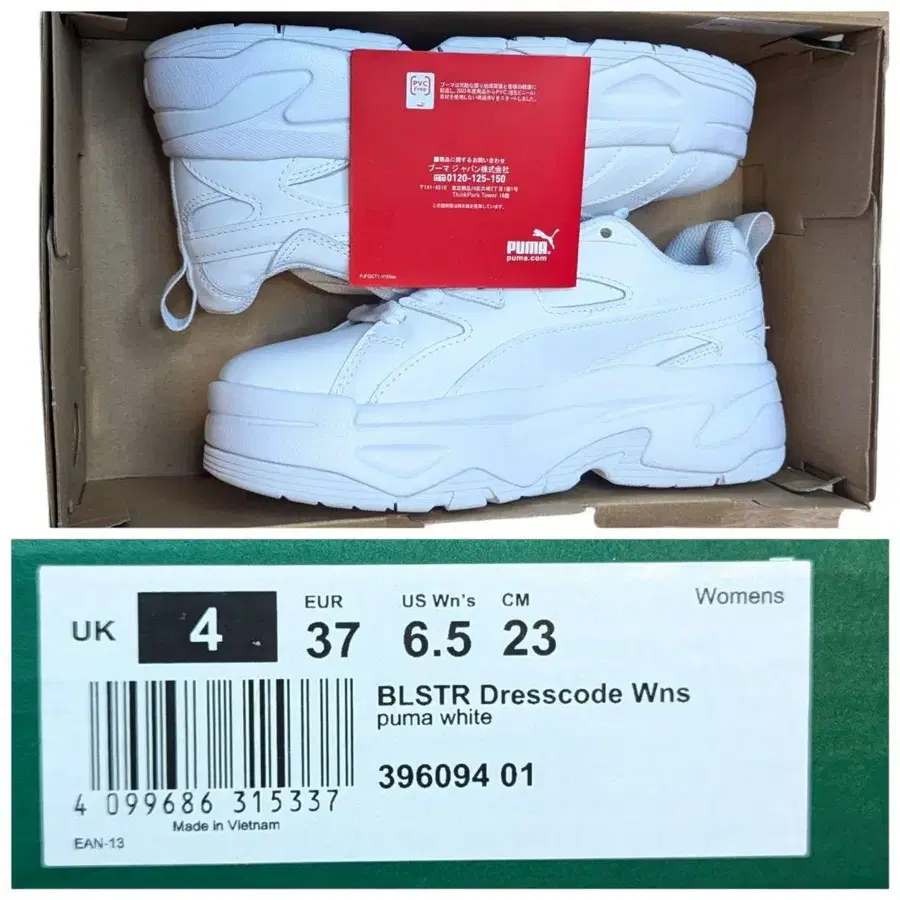 PVC
Free
■商品に関するお問い合わせ
プーマ ジャパン株式会社
0120-125-150
ThinkPark Tower
PUMA
puma.com
UK 4
EUR 37
US Wn's 6.5
CM 23
Womens
BLSTR Dresscode Wns
puma white
396094 01
4 099686 315337
Made in Vietnam
EAN-13